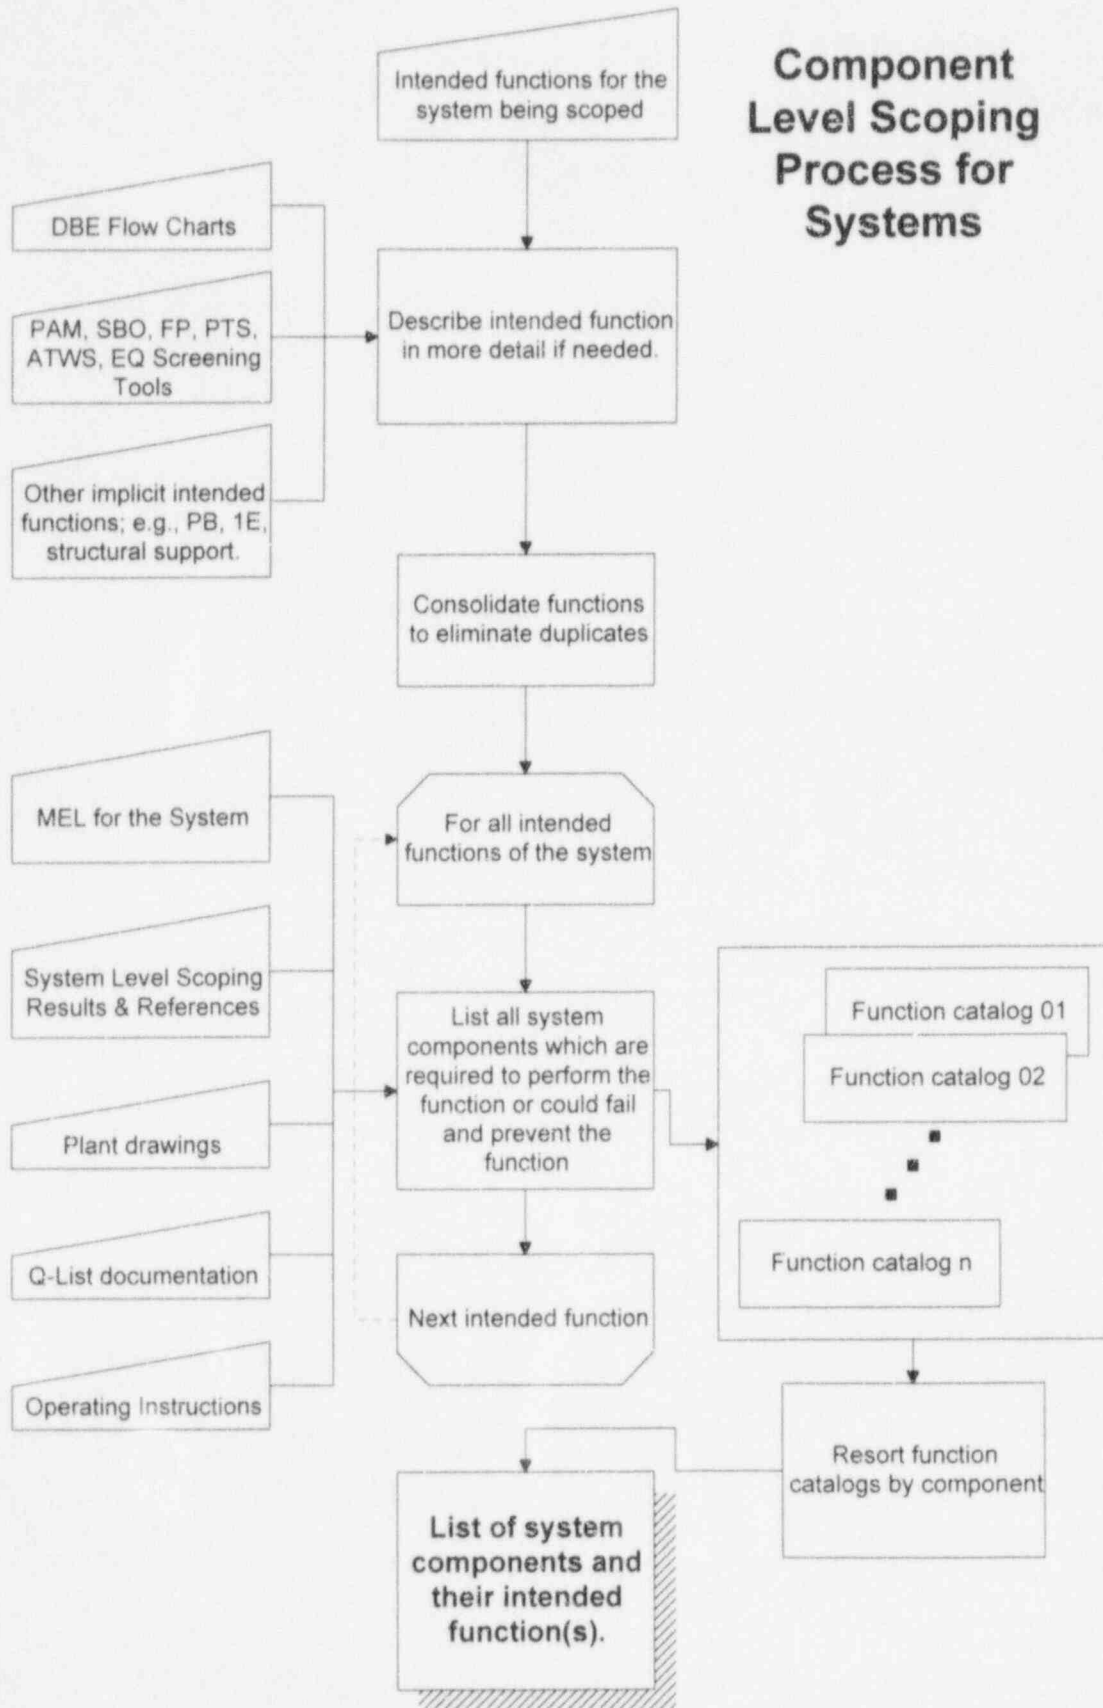 Component
Level Scoping
Process for
Systems
Intended functions for the
system being scoped
DBE Flow Charts
PAM, SBO, FP, PTS,
ATWS, EQ Screening
Tools
Other implicit intended
functions; e.g., PB, 1E,
structural support.
Describe intended function
in more detail if needed.
Consolidate functions
to eliminate duplicates
MEL for the System
System Level Scoping
Results & References
Plant drawings
Q-List documentation
Operating Instructions
For all intended
functions of the system
List all system
components which are
required to perform the
function or could fail
and prevent the
function
Next intended function
Function catalog 01
Function catalog 02
Function catalog n
Resort function
catalogs by component
List of system
components and
their intended
function(s).